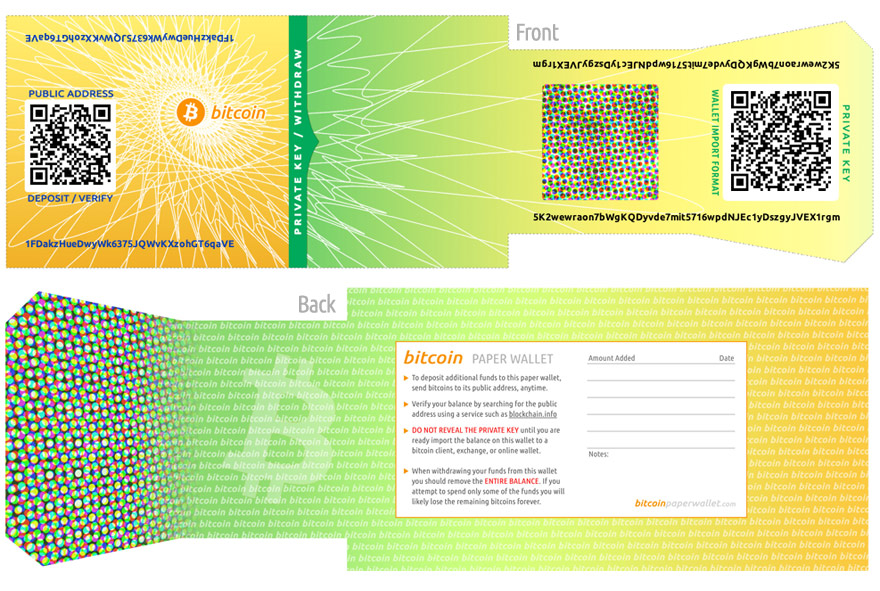 Front
1FDakzHueDwyWk6375JQWvKXzohGT6qaVE
PUBLIC ADDRESS
DEPOSIT / VERIFY
1FDakzHueDwyWk6375JQWvKXzohGT6qaVE
bitcoin
PRIVATE KEY / WITHDRAW
5K2wewraon7bWgKQDyvde7mit5716wpdNJEc1yDszgyJVEX1rgm
WALLET IMPORT FORMAT
PRIVATE KEY
5K2wewraon7bWgKQDyvde7mit5716wpdNJEc1yDszgyJVEX1rgm
Back
bitcoin PAPER WALLET
To deposit additional funds to this paper wallet,
send bitcoins to its public address, anytime.
Verify your balance by searching for the public
address using a service such as blockchain.info
DO NOT REVEAL THE PRIVATE KEY until you are
ready import the balance on this wallet to a
bitcoin client, exchange, or online wallet.
When withdrawing your funds from this wallet
you should remove the ENTIRE BALANCE. If you
attempt to spend only some of the funds you will
likely lose the remaining bitcoins forever.
Amount Added Date
Notes:
bitcoinpaperwallet.com